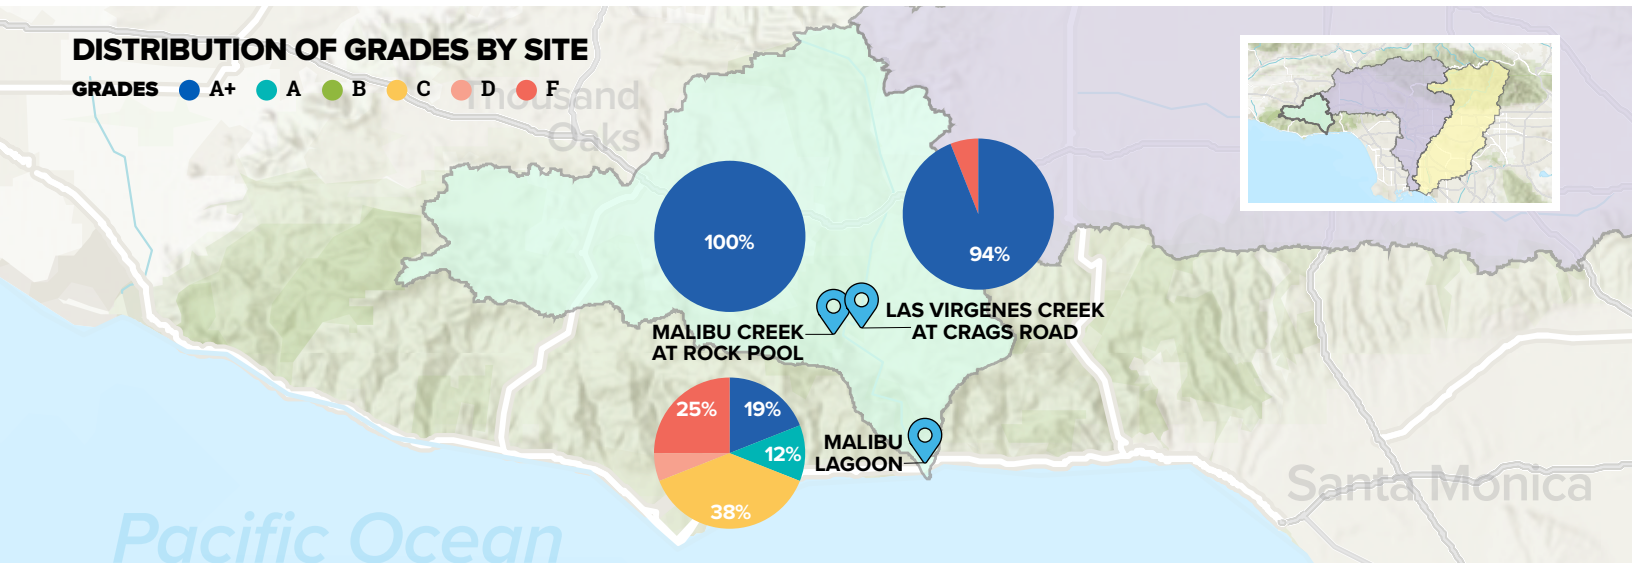 DISTRIBUTION OF GRADES BY SITE
GRADES A+ A B C D F
Thousand
Oaks
100%
94%
MALIBU CREEK
AT ROCK POOL
LAS VIRGENES CREEK
AT CRAGS ROAD
25%
19%
12%
38%
MALIBU
LAGOON
Santa Monica
Pacific Ocean